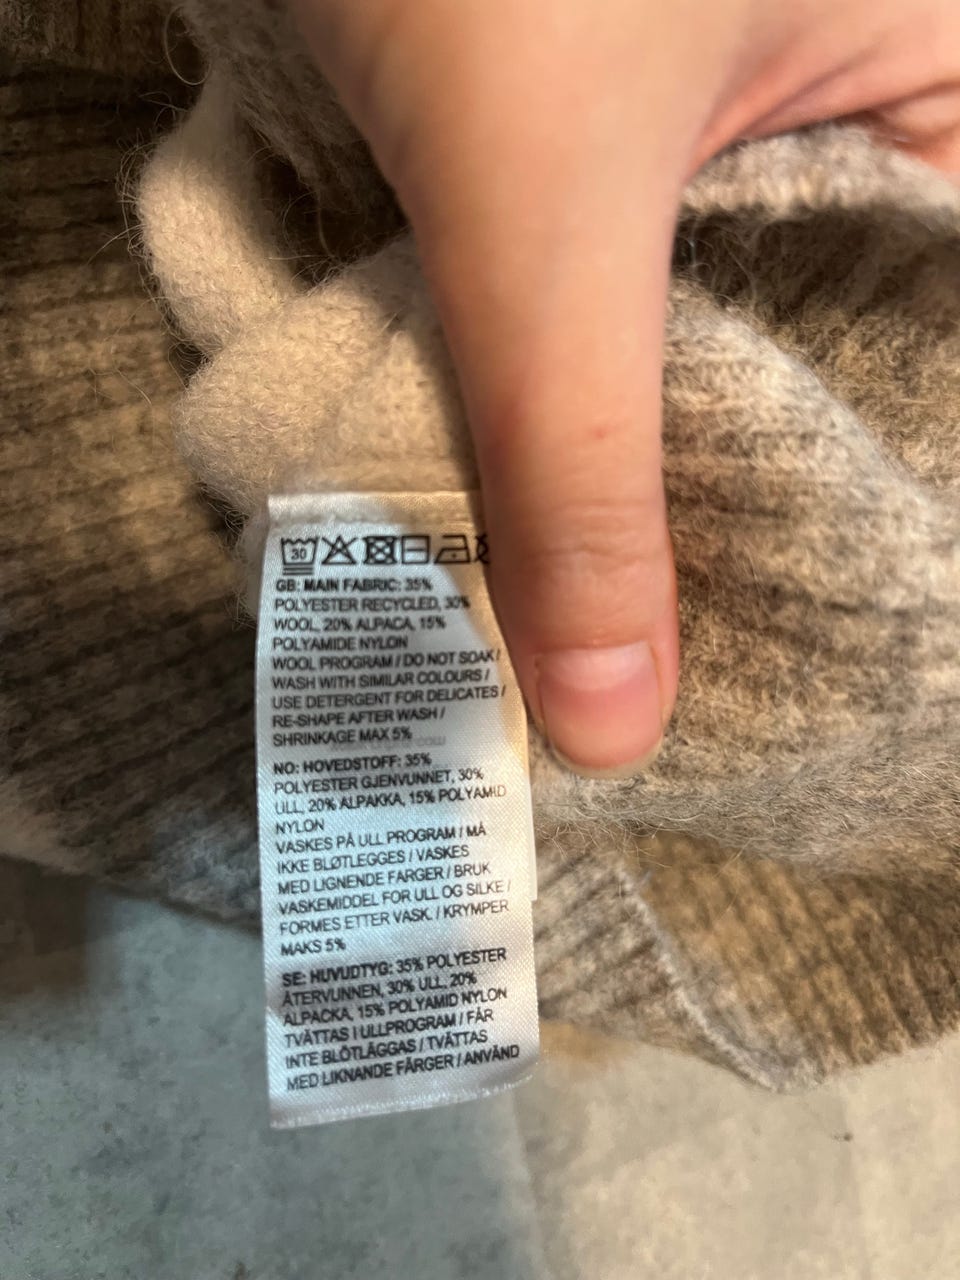 30
GB: MAIN FABRIC: 35%
POLYESTER RECYCLED, 30%
WOOL, 20% ALPACA, 15%
POLYAMIDE NYLON
WOOL PROGRAM / DO NOT SOAK /
WASH WITH SIMILAR COLOURS /
USE DETERGENT FOR DELICATES /
RE-SHAPE AFTER WASH /
SHRINKAGE MAX 5%
NO: HOVEDSTOFF: 35%
POLYESTER GJENVUNNET, 30%
ULL, 20% ALPAKKA, 15% POLYAMID
NYLON
VASKES PÅ ULL PROGRAM / MÅ
IKKE BLØTLEGGES / VASKES
MED LIGNENDE FARGER / BRUK
VASKEMIDDEL FOR ULL OG SILKE /
FORMES ETTER VASK. / KRYMPER
MAKS 5%
SE: HUVUDTYG: 35% POLYESTER
ÅTERVUNNEN, 30% ULL, 20%
ALPACKA, 15% POLYAMID NYLON
TVÄTTAS I ULLPROGRAM / FÅR
INTE BLÖTLÄGGAS / TVÄTTAS
MED LIKNANDE FÄRGER / ANVÄND